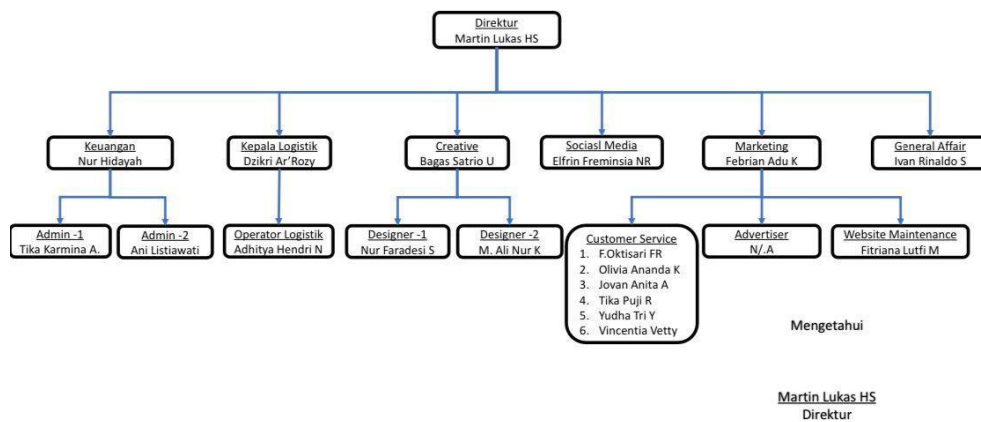 Direktur
Martin Lukas HS
Keuangan
Nur Hidayah
Kepala Logistik
Dzikri Ar'Rozy
Creative
Bagas Satrio U
Sociasl Media
Elfrin Freminsia NR
Marketing
Febrian Adu K
General Affair
Ivan Rinaldo S
Admin -1
Tika Karmina A.
Admin -2
Ani Listiawati
Operator Logistik
Adhitya Hendri N
Designer -1
Nur Faradesi S
Designer -2
M. Ali Nur K
Customer Service
1. F.Oktisari FR
2. Olivia Ananda K
3. Jovan Anita A
4. Tika Puji R
5. Yudha Tri Y
6. Vincentia Vetty
Advertiser
N/.A
Website Maintenance
Fitriana Lutfi M
Mengetahui
Martin Lukas HS
Direktur